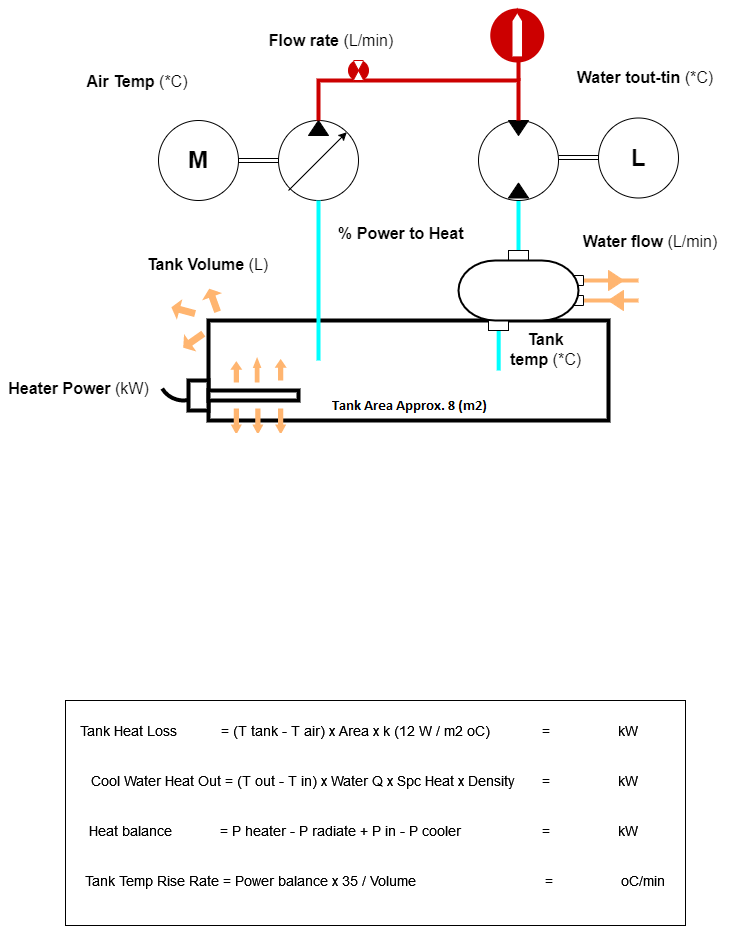 Flow rate (L/min)
Air Temp (*C)
Water tout-tin (*C)
M
L
% Power to Heat
Water flow (L/min)
Tank Volume (L)
Tank
temp (*C)
Heater Power (kW)
Tank Area Approx. 8 (m2)
Tank Heat Loss = (T tank - T air) x Area x k (12 W / m2 oC) = kW
Cool Water Heat Out = (T out - T in) x Water Q x Spc Heat x Density = kW
Heat balance = P heater - P radiate + P in - P cooler = kW
Tank Temp Rise Rate = Power balance x 35 / Volume = oC/min